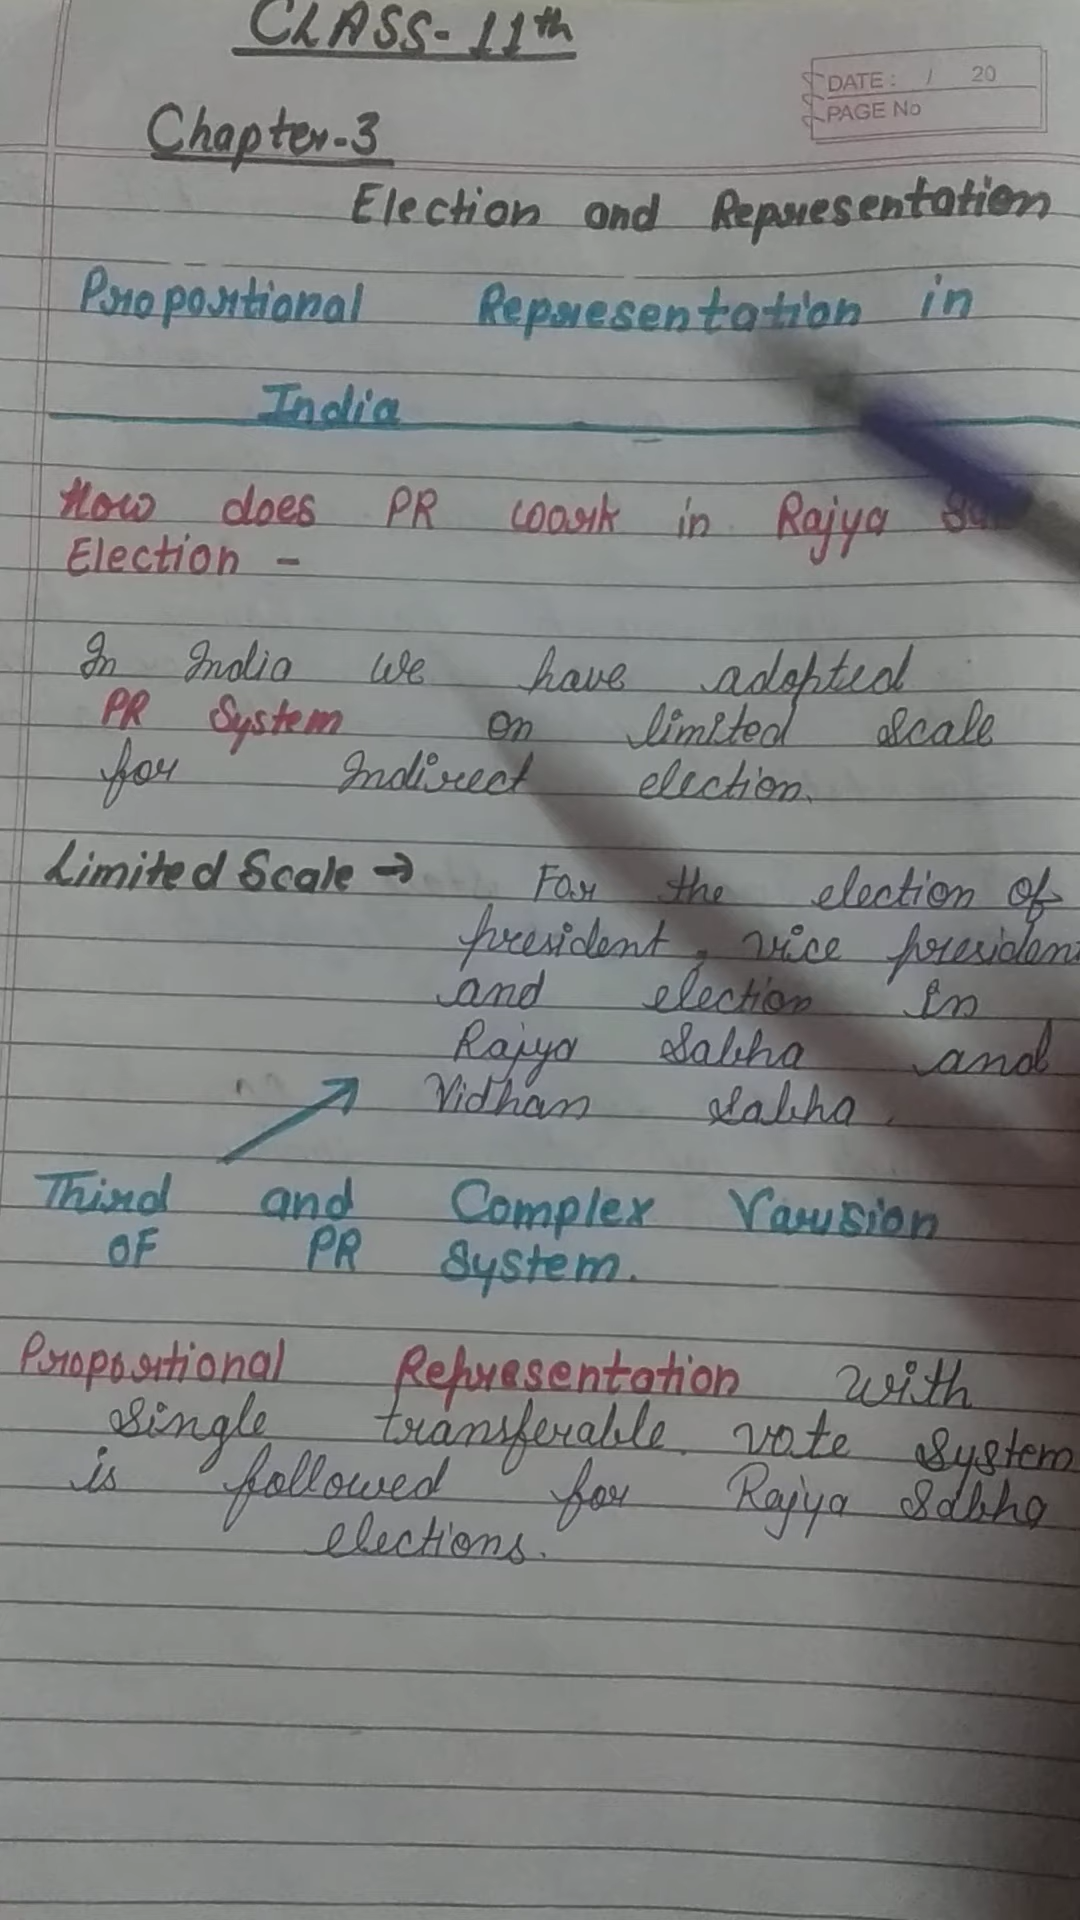 CLASS- 11th
DATE : / 20
PAGE No
Chapter-3
Election and Representation
Proportional Representation in
India
How does PR work in Rajya
Election -
In India we have adopted
PR System on limited scale
for Indirect election.
Limited Scale → For the election of
president, vice presiden
and election in
Rajya Sabha and
Vidhan Sabha.
Third and Complex Varusion
OF PR System.
Proportional Representation with
single transferable vote system
is followed for Rajya Sabha
elections.